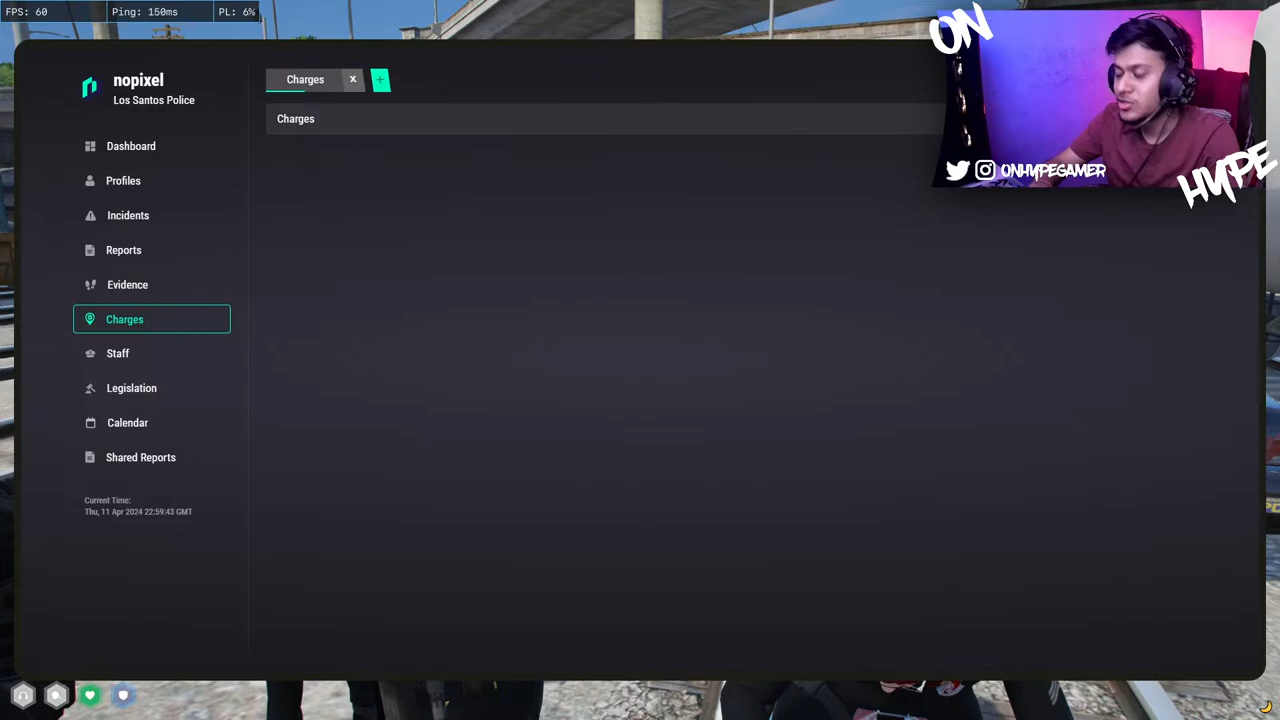 FPS: 60
Ping: 150ms
PL: 6%
ON
HYPE
ONHYPEGAMER
nopixel
Los Santos Police
Charges
x
+
Charges
Dashboard
Profiles
Incidents
Reports
Evidence
Charges
Staff
Legislation
Calendar
Shared Reports
Current Time:
Thu, 11 Apr 2024 22:59:43 GMT